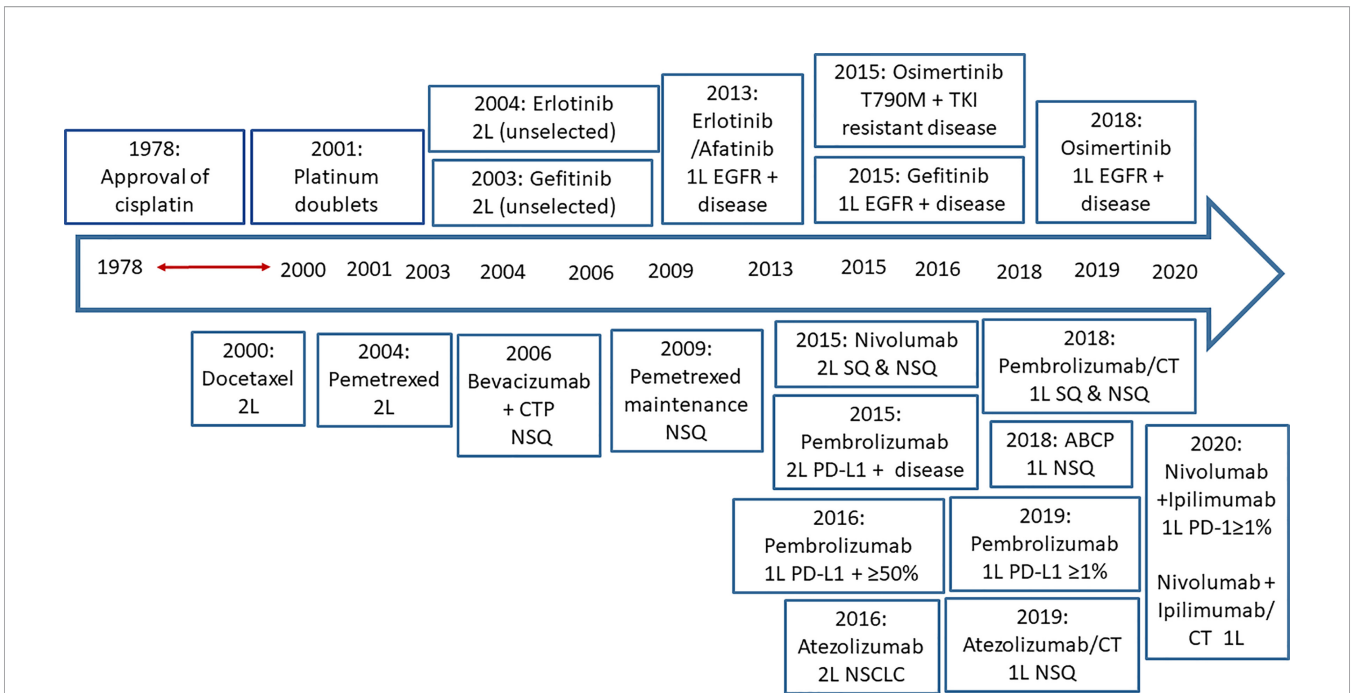 1978:
Approval of
cisplatin
2001:
Platinum
doublets
2004: Erlotinib
2L (unselected)
2003: Gefitinib
2L (unselected)
2013:
Erlotinib
/Afatinib
1L EGFR +
disease
2015: Osimertinib
T790M + TKI
resistant disease
2015: Gefitinib
1L EGFR + disease
2018:
Osimertinib
1L EGFR +
disease
1978 2000 2001 2003 2004 2006 2009 2013 2015 2016 2018 2019 2020
2000:
Docetaxel
2L
2004:
Pemetrexed
2L
2006
Bevacizumab
+ CTP
NSQ
2009:
Pemetrexed
maintenance
NSQ
2015: Nivolumab
2L SQ & NSQ
2015:
Pembrolizumab
2L PD-L1 + disease
2016:
Pembrolizumab
1L PD-L1 + ≥50%
2016:
Atezolizumab
2L NSCLC
2018:
Pembrolizumab/CT
1L SQ & NSQ
2018: ABCP
1L NSQ
2019:
Pembrolizumab
1L PD-L1 ≥1%
2019:
Atezolizumab/CT
1L NSQ
2020:
Nivolumab
+Ipilimumab
1L PD-1≥1%
Nivolumab +
Ipilimumab/
CT 1L